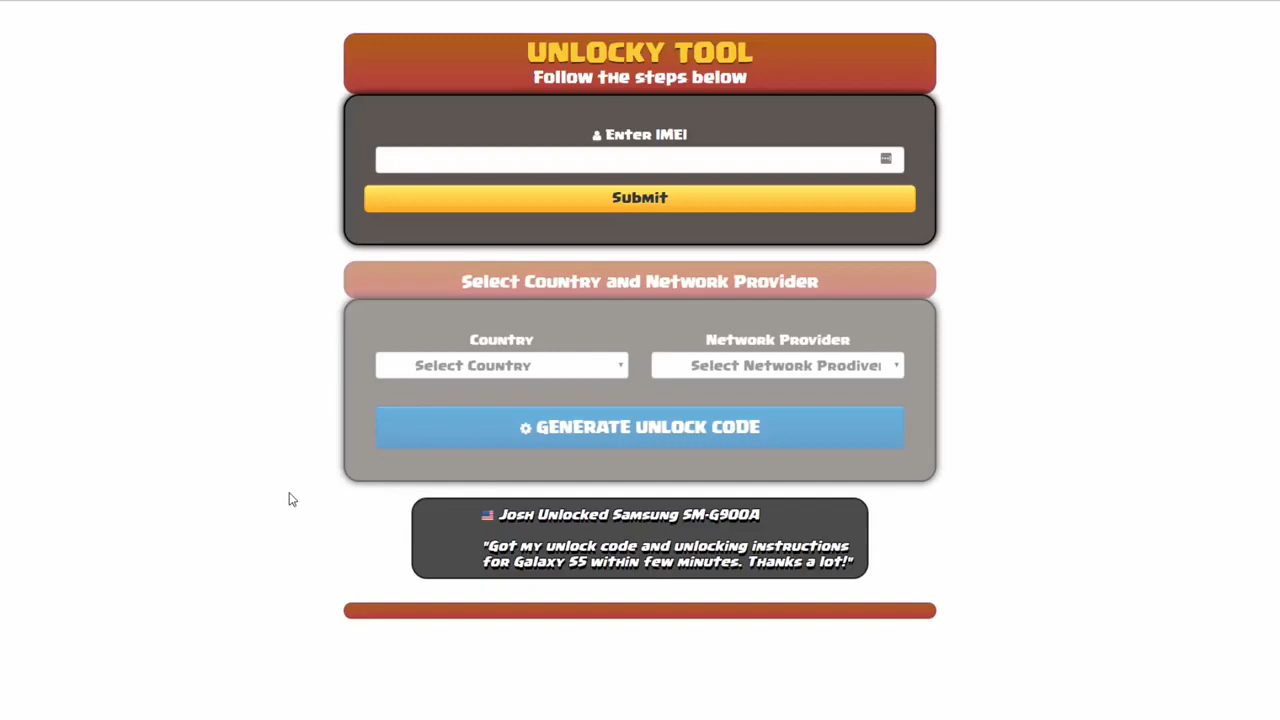 UNLOCKY TOOL
Follow the steps below
Enter IMEI
Submit
Select Country and Network Provider
Country
Network Provider
Select Country
Select Network Prodiver
GENERATE UNLOCK CODE
Josh Unlocked Samsung SM-G900A
"Got my unlock code and unlocking instructions
for Galaxy S5 within few minutes. Thanks a lot!"